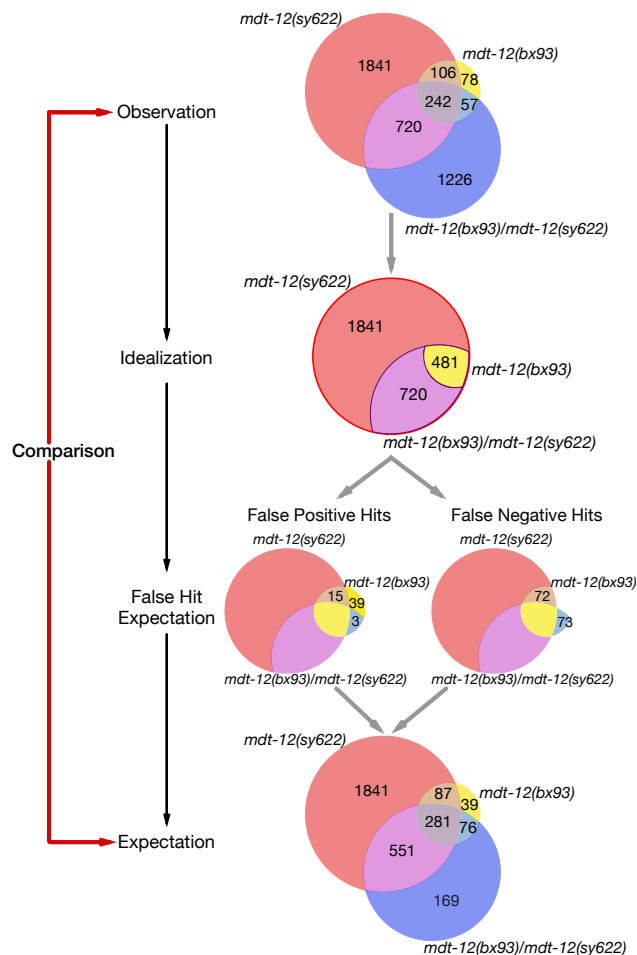 mdt-12(sy622)
mdt-12(bx93)
1841
106
78
242
57
720
1226
mdt-12(bx93)/mdt-12(sy622)
Observation
mdt-12(sy622)
1841
481
mdt-12(bx93)
720
mdt-12(bx93)/mdt-12(sy622)
Idealization
Comparison
False Positive Hits
False Negative Hits
mdt-12(sy622)
mdt-12(bx93)
15
39
3
mdt-12(bx93)/mdt-12(sy622)
mdt-12(sy622)
mdt-12(bx93)
72
73
mdt-12(bx93)/mdt-12(sy622)
False Hit
Expectation
mdt-12(sy622)
1841
87
39
mdt-12(bx93)
281
76
551
169
mdt-12(bx93)/mdt-12(sy622)
Expectation